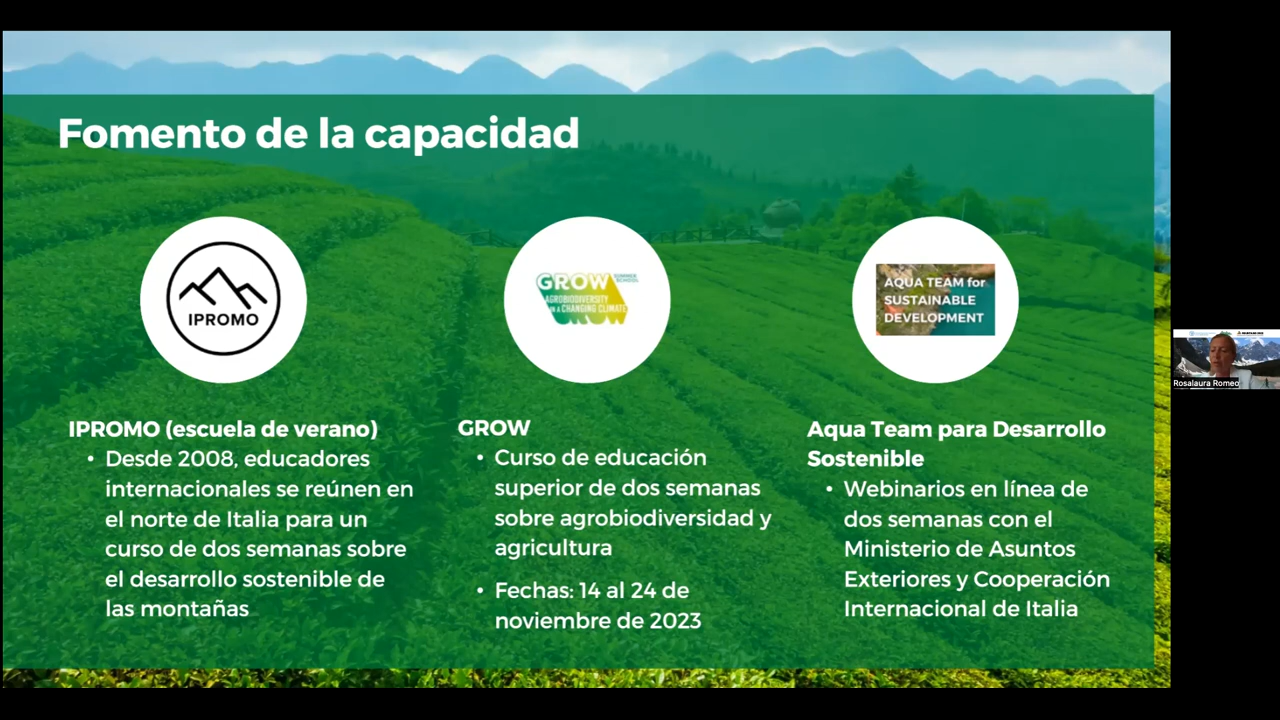 Fomento de la capacidad
IPROMO
GROW
SUMMER
SCHOOL
AGROBIODIVERSITY
IN A CHANGING CLIMATE
AQUA TEAM for
SUSTAINABLE
DEVELOPMENT
IPROMO (escuela de verano)
• Desde 2008, educadores
internacionales se reúnen en
el norte de Italia para un
curso de dos semanas sobre
el desarrollo sostenible de
las montañas
GROW
• Curso de educación
superior de dos semanas
sobre agrobiodiversidad y
agricultura
• Fechas: 14 al 24 de
noviembre de 2023
Aqua Team para Desarrollo
Sostenible
• Webinarios en línea de
dos semanas con el
Ministerio de Asuntos
Exteriores y Cooperación
Internacional de Italia
Rosalaura Romeo